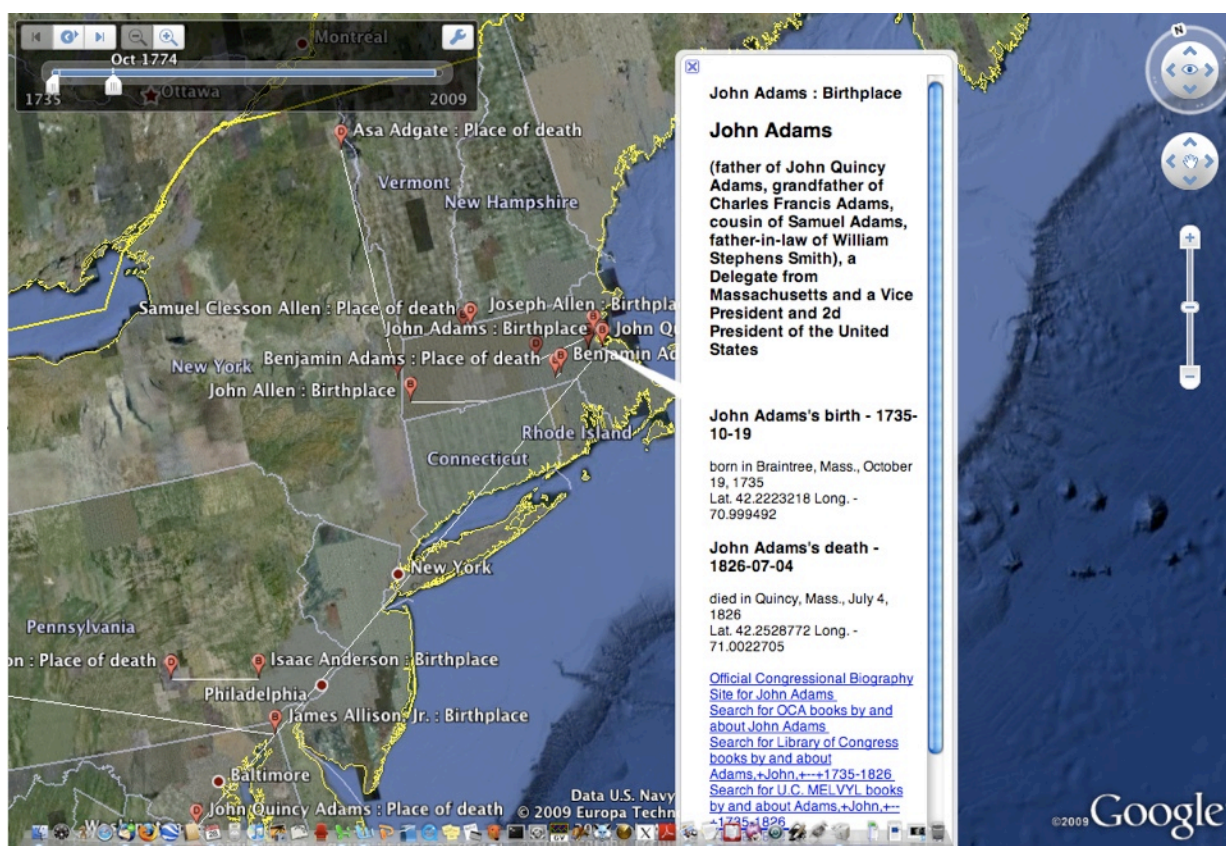 Montreal
Oct 1774
1735
2009
Ottawa
N
Asa Adgate : Place of death
Vermont
New Hampshire
Samuel Clesson Allen : Place of death
Joseph Allen : Birthpla
John Adams : Birthplace
John Q
New York
Benjamin Adams : Place of death
Benjamin Ad
John Allen : Birthplace
Rhode Island
Connecticut
New York
Pennsylvania
on : Place of death
Isaac Anderson : Birthplace
Philadelphia
James Allison, Jr. : Birthplace
Baltimore
John Quincy Adams : Place of death
Data U.S. Navy
© 2009 Europa Techn
John Adams : Birthplace
John Adams
(father of John Quincy
Adams, grandfather of
Charles Francis Adams,
cousin of Samuel Adams,
father-in-law of William
Stephens Smith), a
Delegate from
Massachusetts and a Vice
President and 2d
President of the United
States
John Adams's birth - 1735-
10-19
born in Braintree, Mass., October
19, 1735
Lat. 42.2223218 Long. -
70.999492
John Adams's death -
1826-07-04
died in Quincy, Mass., July 4,
1826
Lat. 42.2528772 Long. -
71.0022705
Official Congressional Biography
Site for John Adams
Search for OCA books by and
about John Adams
Search for Library of Congress
books by and about
Adams,+John,+--+1735-1826
Search for U.C. MELVYL books
by and about Adams,+John,+--
+1735-1826
©2009 Google